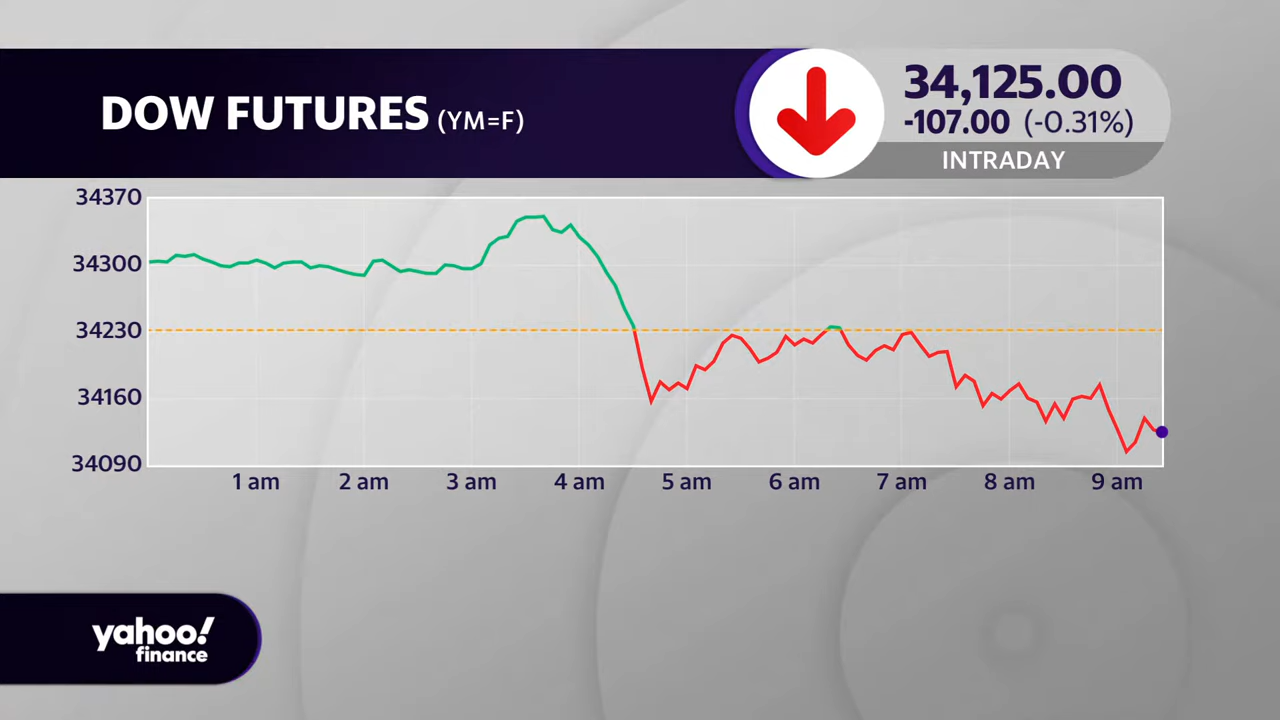 DOW FUTURES (YM=F)
34,125.00
-107.00 (-0.31%)
INTRADAY
34370
34300
34230
34160
34090
1 am 2 am 3 am 4 am 5 am 6 am 7 am 8 am 9 am
yahoo!
finance